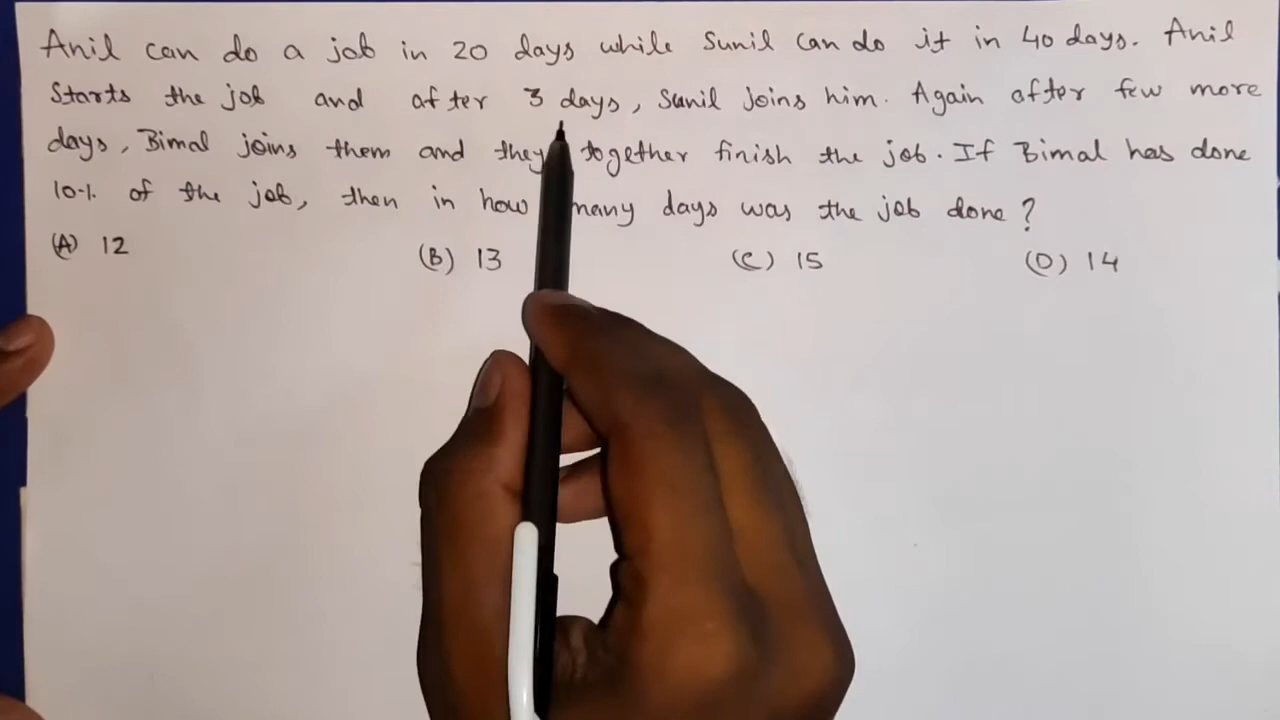 Anil can do a job in 20 days while Sunil can do it in 40 days. Anil
Starts the job and after 3 days, Sunil joins him. Again after few more
days, Bimal joins them and they together finish the job. If Bimal has done
10% of the job, then in how many days was the job done?
(A) 12 (B) 13 (C) 15 (D) 14